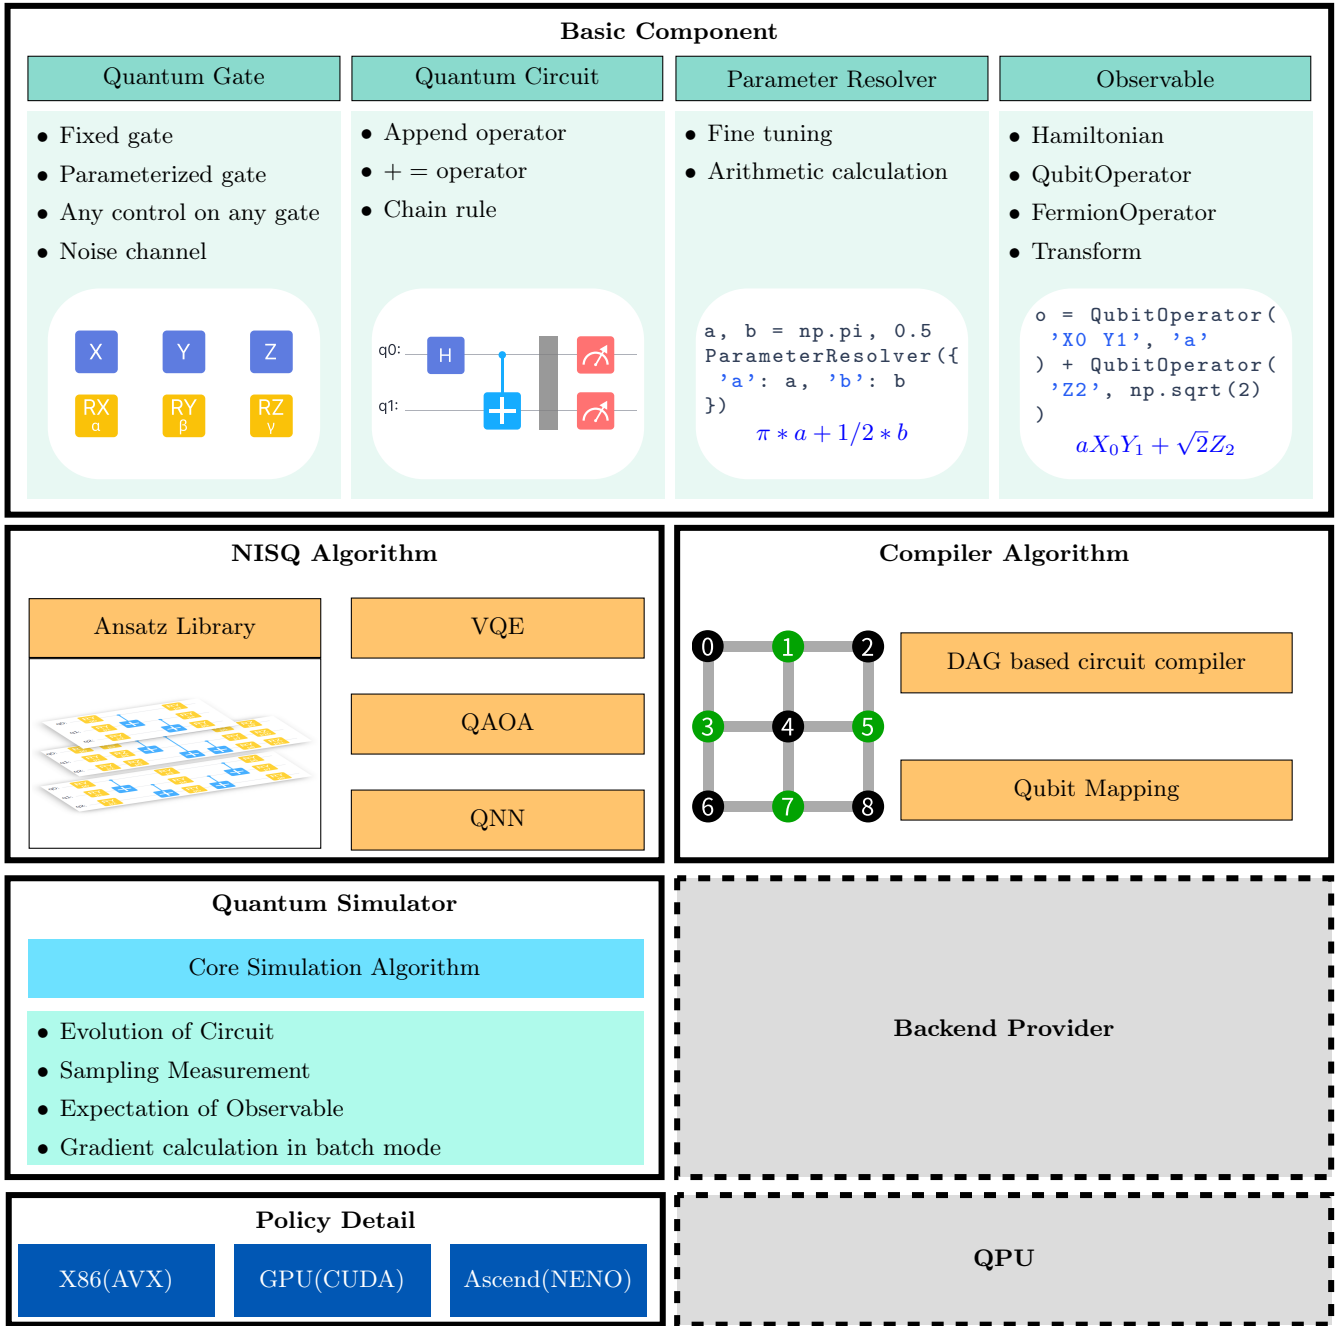 Basic Component
Quantum Gate
• Fixed gate
• Parameterized gate
• Any control on any gate
• Noise channel
X Y Z
RX RY RZ
α β γ
Quantum Circuit
• Append operator
• + = operator
• Chain rule
q0: H
q1:
Parameter Resolver
• Fine tuning
• Arithmetic calculation
a, b = np.pi, 0.5
ParameterResolver({
'a': a, 'b': b
})
π ∗ a + 1/2 ∗ b
Observable
• Hamiltonian
• QubitOperator
• FermionOperator
• Transform
o = QubitOperator(
'X0 Y1', 'a'
) + QubitOperator(
'Z2', np.sqrt(2)
)
aX₀Y₁ + √2Z₂
NISQ Algorithm
Ansatz Library
VQE
QAOA
QNN
Compiler Algorithm
0 1 2
3 4 5
6 7 8
DAG based circuit compiler
Qubit Mapping
Quantum Simulator
Core Simulation Algorithm
• Evolution of Circuit
• Sampling Measurement
• Expectation of Observable
• Gradient calculation in batch mode
Backend Provider
Policy Detail
X86(AVX)
GPU(CUDA)
Ascend(NENO)
QPU